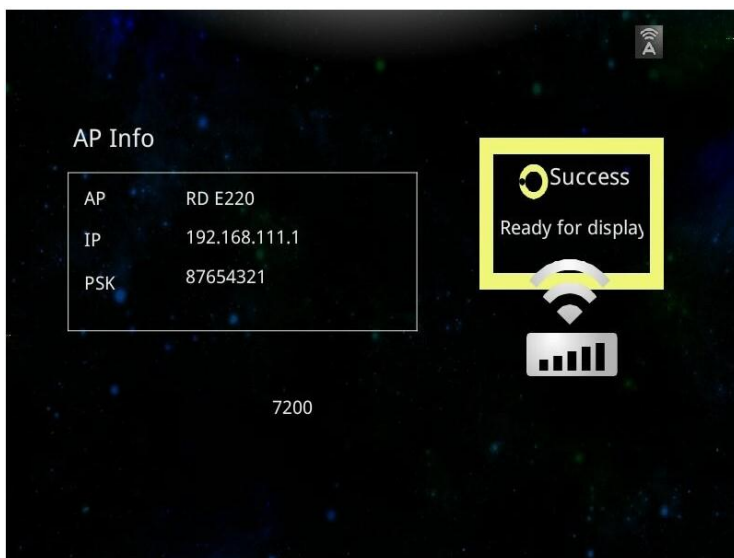 A
AP Info
AP RD E220
IP 192.168.111.1
PSK 87654321
Success
Ready for display
7200